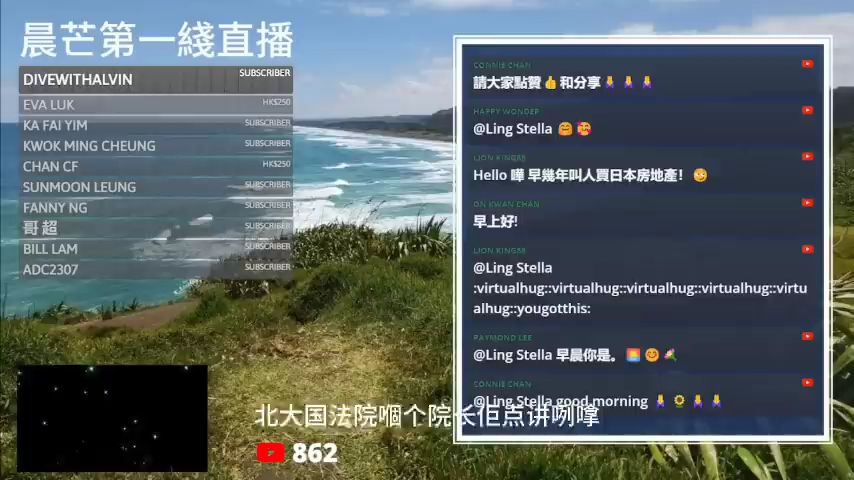 晨芒第一綫直播
DIVEWITHALVIN SUBSCRIBER
EVA LUK HK$250
KA FAI YIM SUBSCRIBER
KWOK MING CHEUNG SUBSCRIBER
CHAN CF HK$250
SUNMOON LEUNG SUBSCRIBER
FANNY NG SUBSCRIBER
哥 超 SUBSCRIBER
BILL LAM SUBSCRIBER
ADC2307 SUBSCRIBER
CONNIE CHAN
請大家點贊👍和分享🧘‍♀️🧘‍♀️🧘‍♀️
HAPPY WONDER
@Ling Stella 🤗🥰
LION KING88
Hello 嘩 早幾年叫人買日本房地產！😳
ON KWAN CHAN
早上好!
LION KING88
@Ling Stella
:virtualhug::virtualhug::virtualhug::virtualhug::virtu
alhug::yougotthis:
RAYMOND LEE
@Ling Stella 早晨你是。🌅😊💐
CONNIE CHAN
@Ling Stella good morning 🧘‍♀️🌻🧘‍♀️🧘‍♀️
北大国法院嗰个院长佢点讲咧嗱
862